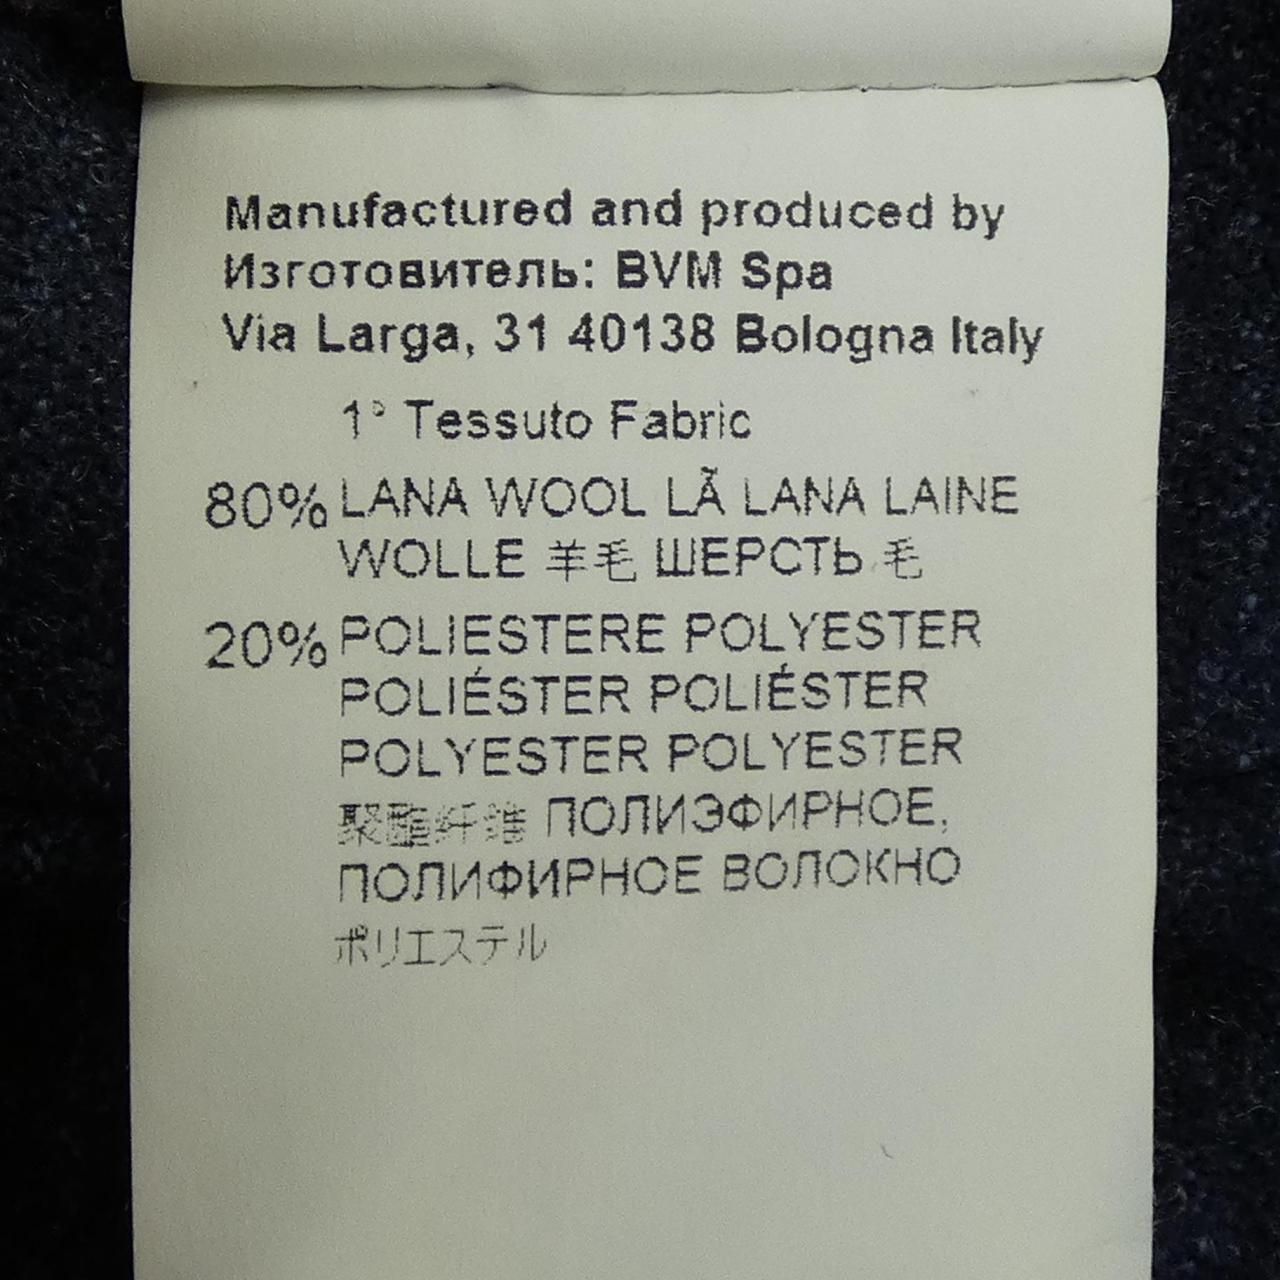 Manufactured and produced by
Изготовитель: BVM Spa
Via Larga, 31 40138 Bologna Italy
1° Tessuto Fabric
80% LANA WOOL LÃ LANA LAINE
WOLLE 羊毛 ШЕРСТЬ 毛
20% POLIESTERE POLYESTER
POLIÉSTER POLIÉSTER
POLYESTER POLYESTER
聚酯纤维 ПОЛИЭФИРНОЕ,
ПОЛИФИРНОЕ ВОЛОКНО
ポリエステル